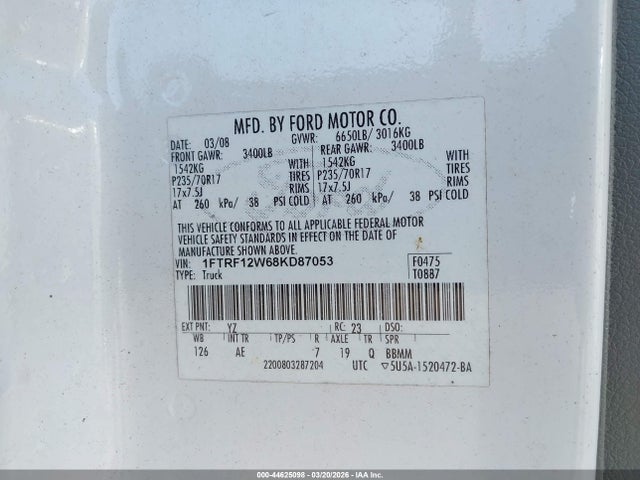 MFD. BY FORD MOTOR CO.
DATE: 03/08 GVWR: 6650LB/ 3016KG
FRONT GAWR: 3400LB REAR GAWR: 3400LB
1542KG WITH 1542KG WITH
P235/70R17 TIRES P235/70R17 TIRES
17x7.5J RIMS 17x7.5J RIMS
AT 260 kPa/ 38 PSI COLD AT 260 kPa/ 38 PSI COLD
THIS VEHICLE CONFORMS TO ALL APPLICABLE FEDERAL MOTOR
VEHICLE SAFETY STANDARDS IN EFFECT ON THE DATE OF
MANUFACTURE SHOWN ABOVE.
VIN: 1FTRF12W68KD87053 F0475
TYPE: Truck T0887
EXT PNT: YZ RC: 23 DSO:
WB INT TR TP/PS R AXLE TR SPR
126 AE 7 19 Q BBMM
2200803287204 UTC ▽5U5A-1520472-BA
000-44625098 - 03/20/2026 - IAAI.COM